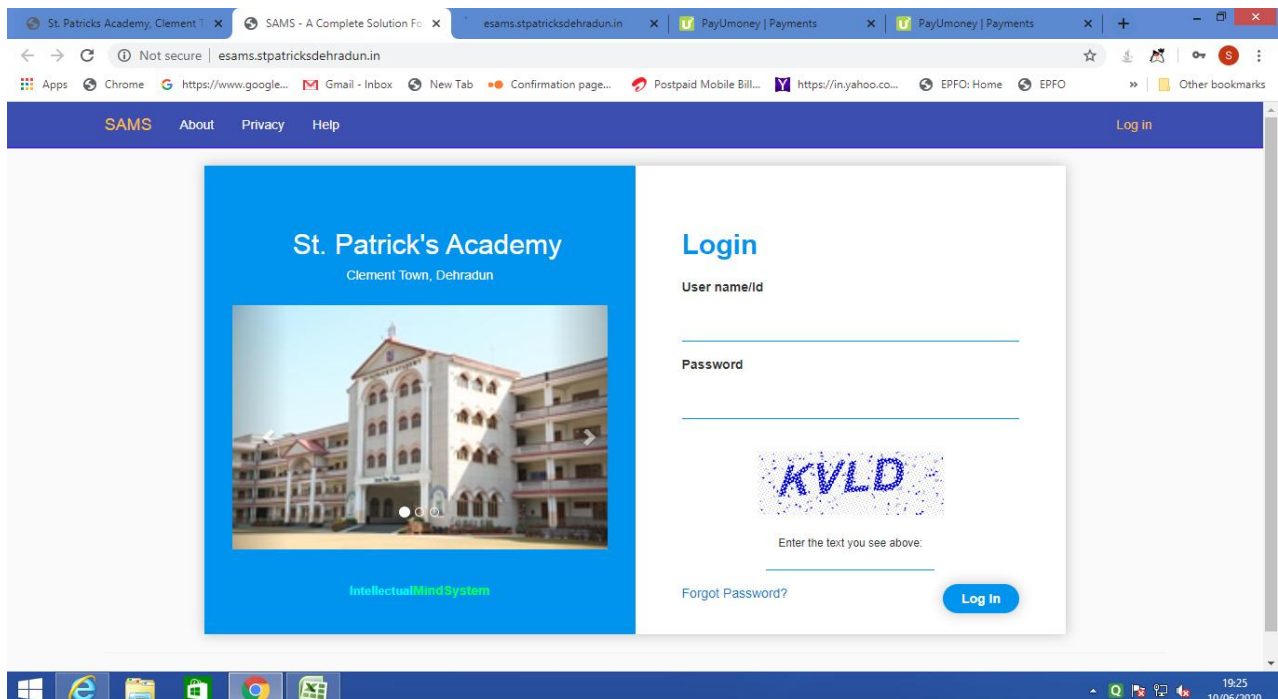 St. Patricks Academy, Clement T
SAMS - A Complete Solution Fo
esams.stpatricksdehradun.in
PayUmoney | Payments
PayUmoney | Payments
Not secure | esams.stpatricksdehradun.in
S
Apps
Chrome
https://www.google...
Gmail - Inbox
New Tab
Confirmation page...
Postpaid Mobile Bill...
https://in.yahoo.co...
EPFO: Home
EPFO
Other bookmarks
SAMS About Privacy Help Log in
St. Patrick's Academy
Clement Town, Dehradun
IntellectualMindSystem
Login
User name/Id
Password
KVLD
Enter the text you see above:
Forgot Password?
Log In
19:25
10/06/2020